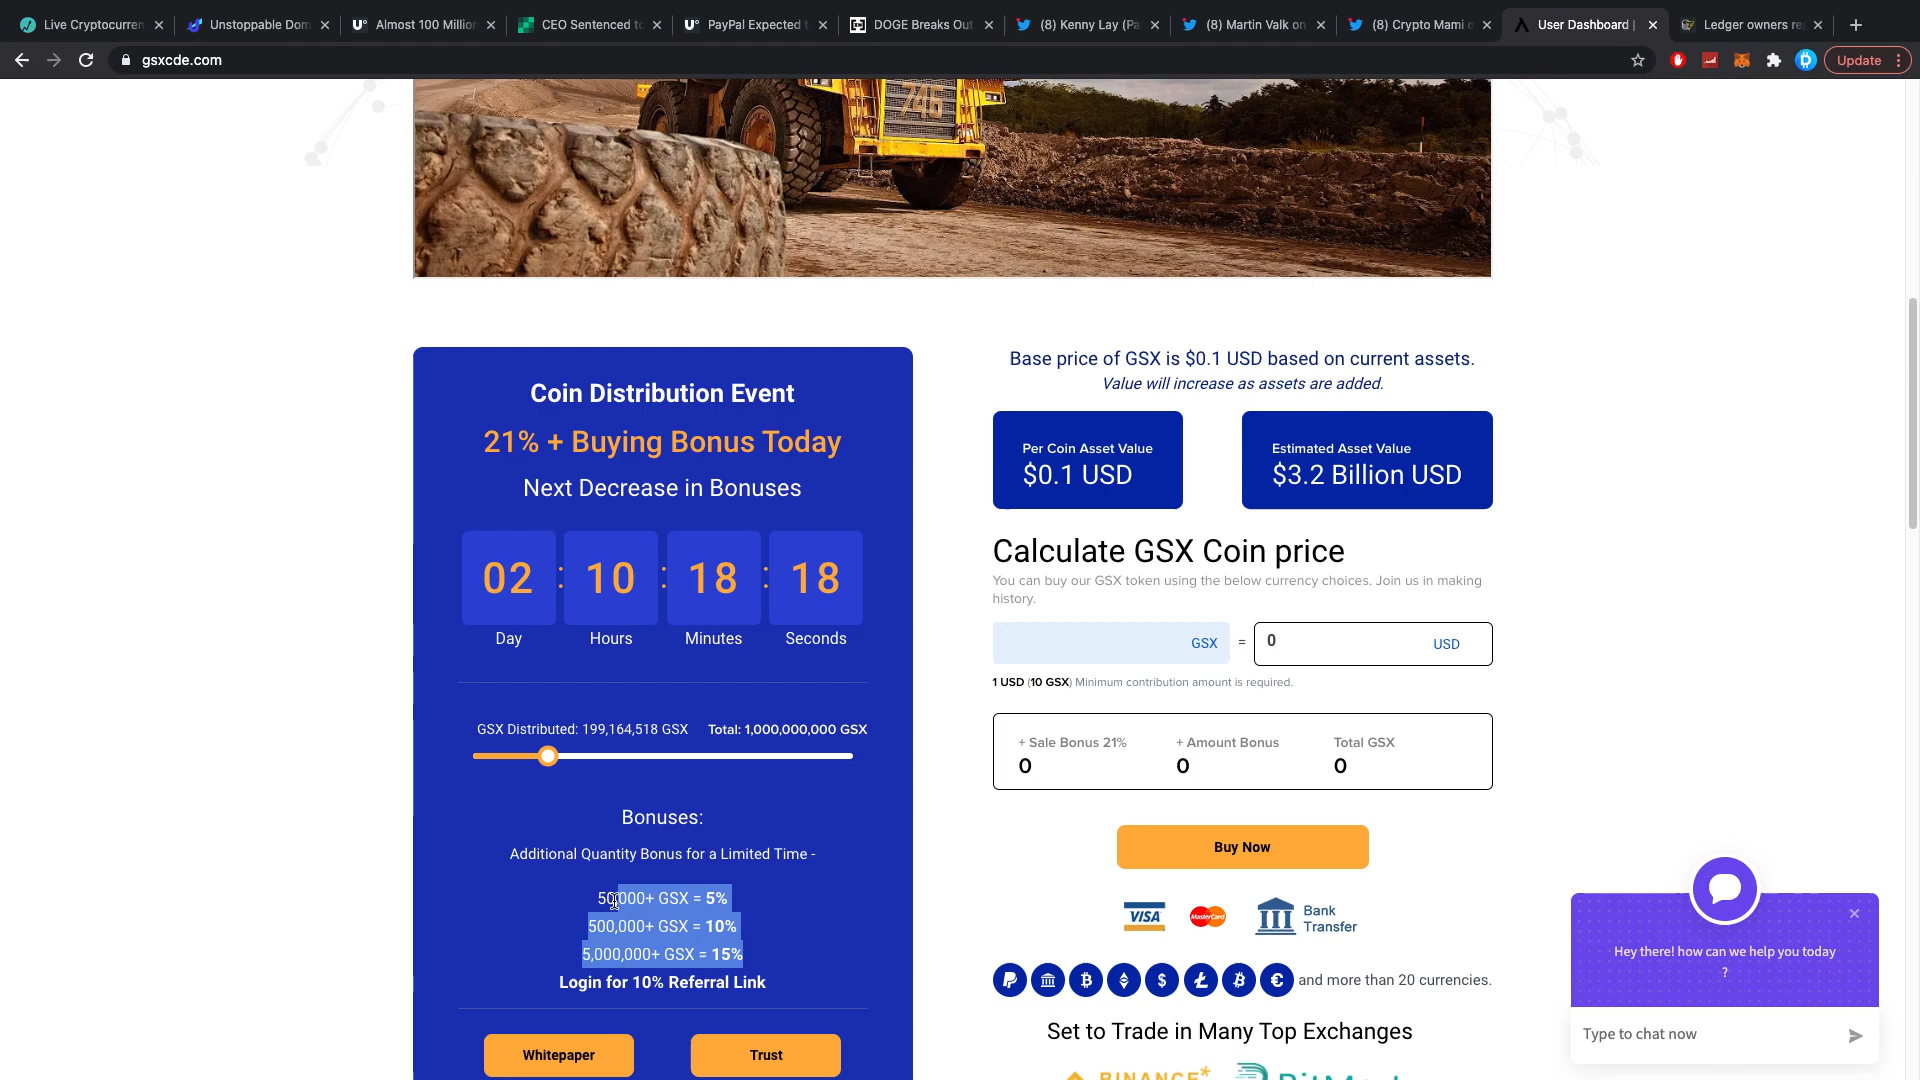 Live Cryptocurren
Unstoppable Dom
Almost 100 Million
CEO Sentenced to
PayPal Expected t
DOGE Breaks Out
(8) Kenny Lay (Pa
(8) Martin Valk on
(8) Crypto Mami o
User Dashboard |
Ledger owners re
gsxcde.com
Update
746
Coin Distribution Event
21% + Buying Bonus Today
Next Decrease in Bonuses
02 : 10 : 18 : 18
Day Hours Minutes Seconds
GSX Distributed: 199,164,518 GSX Total: 1,000,000,000 GSX
Bonuses:
Additional Quantity Bonus for a Limited Time -
50,000+ GSX = 5%
500,000+ GSX = 10%
5,000,000+ GSX = 15%
Login for 10% Referral Link
Whitepaper
Trust
Base price of GSX is $0.1 USD based on current assets.
Value will increase as assets are added.
Per Coin Asset Value
$0.1 USD
Estimated Asset Value
$3.2 Billion USD
Calculate GSX Coin price
You can buy our GSX token using the below currency choices. Join us in making
history.
GSX = 0 USD
1 USD (10 GSX) Minimum contribution amount is required.
+ Sale Bonus 21% + Amount Bonus Total GSX
0 0 0
Buy Now
VISA
MasterCard
Bank
Transfer
and more than 20 currencies.
Set to Trade in Many Top Exchanges
BINANCE
BitMart
Hey there! how can we help you today
?
Type to chat now